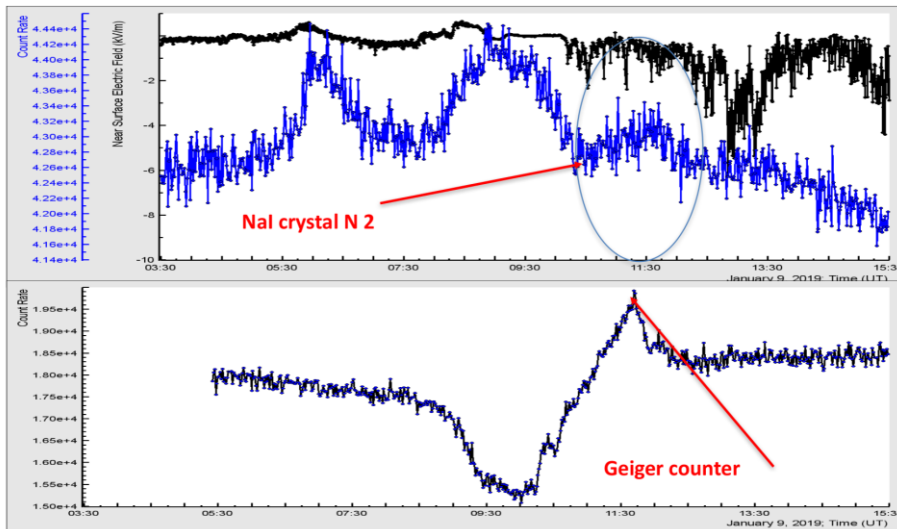 Count Rate
4.44e+4
4.42e+4
4.40e+4
4.38e+4
4.36e+4
4.34e+4
4.32e+4
4.30e+4
4.28e+4
4.26e+4
4.24e+4
4.22e+4
4.20e+4
4.18e+4
4.16e+4
4.14e+4
Near Surface Electric Field (kV/m)
-2
-4
-6
-8
-10
NaI crystal N 2
03:30 05:30 07:30 09:30 11:30 13:30 15:3
January 9, 2019; Time (UT)
Count Rate
1.95e+4
1.90e+4
1.85e+4
1.80e+4
1.75e+4
1.65e+4
1.60e+4
1.55e+4
1.50e+4
Geiger counter
03:30 05:30 07:30 09:30 11:30 13:30 15:3
January 9, 2019; Time (UT)